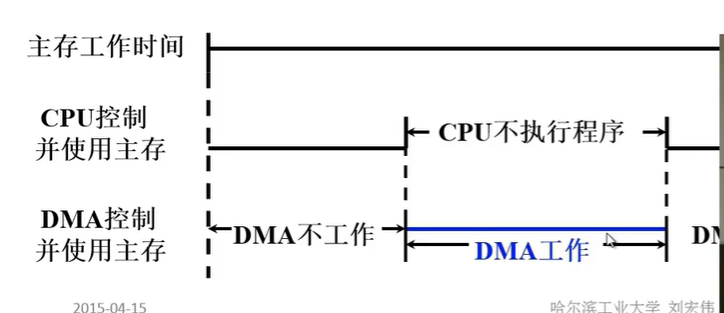 主存工作时间
CPU控制
并使用主存
CPU不执行程序
DMA控制
并使用主存
DMA不工作
DMA工作
2015-04-15
哈尔滨工业大学 刘宏伟